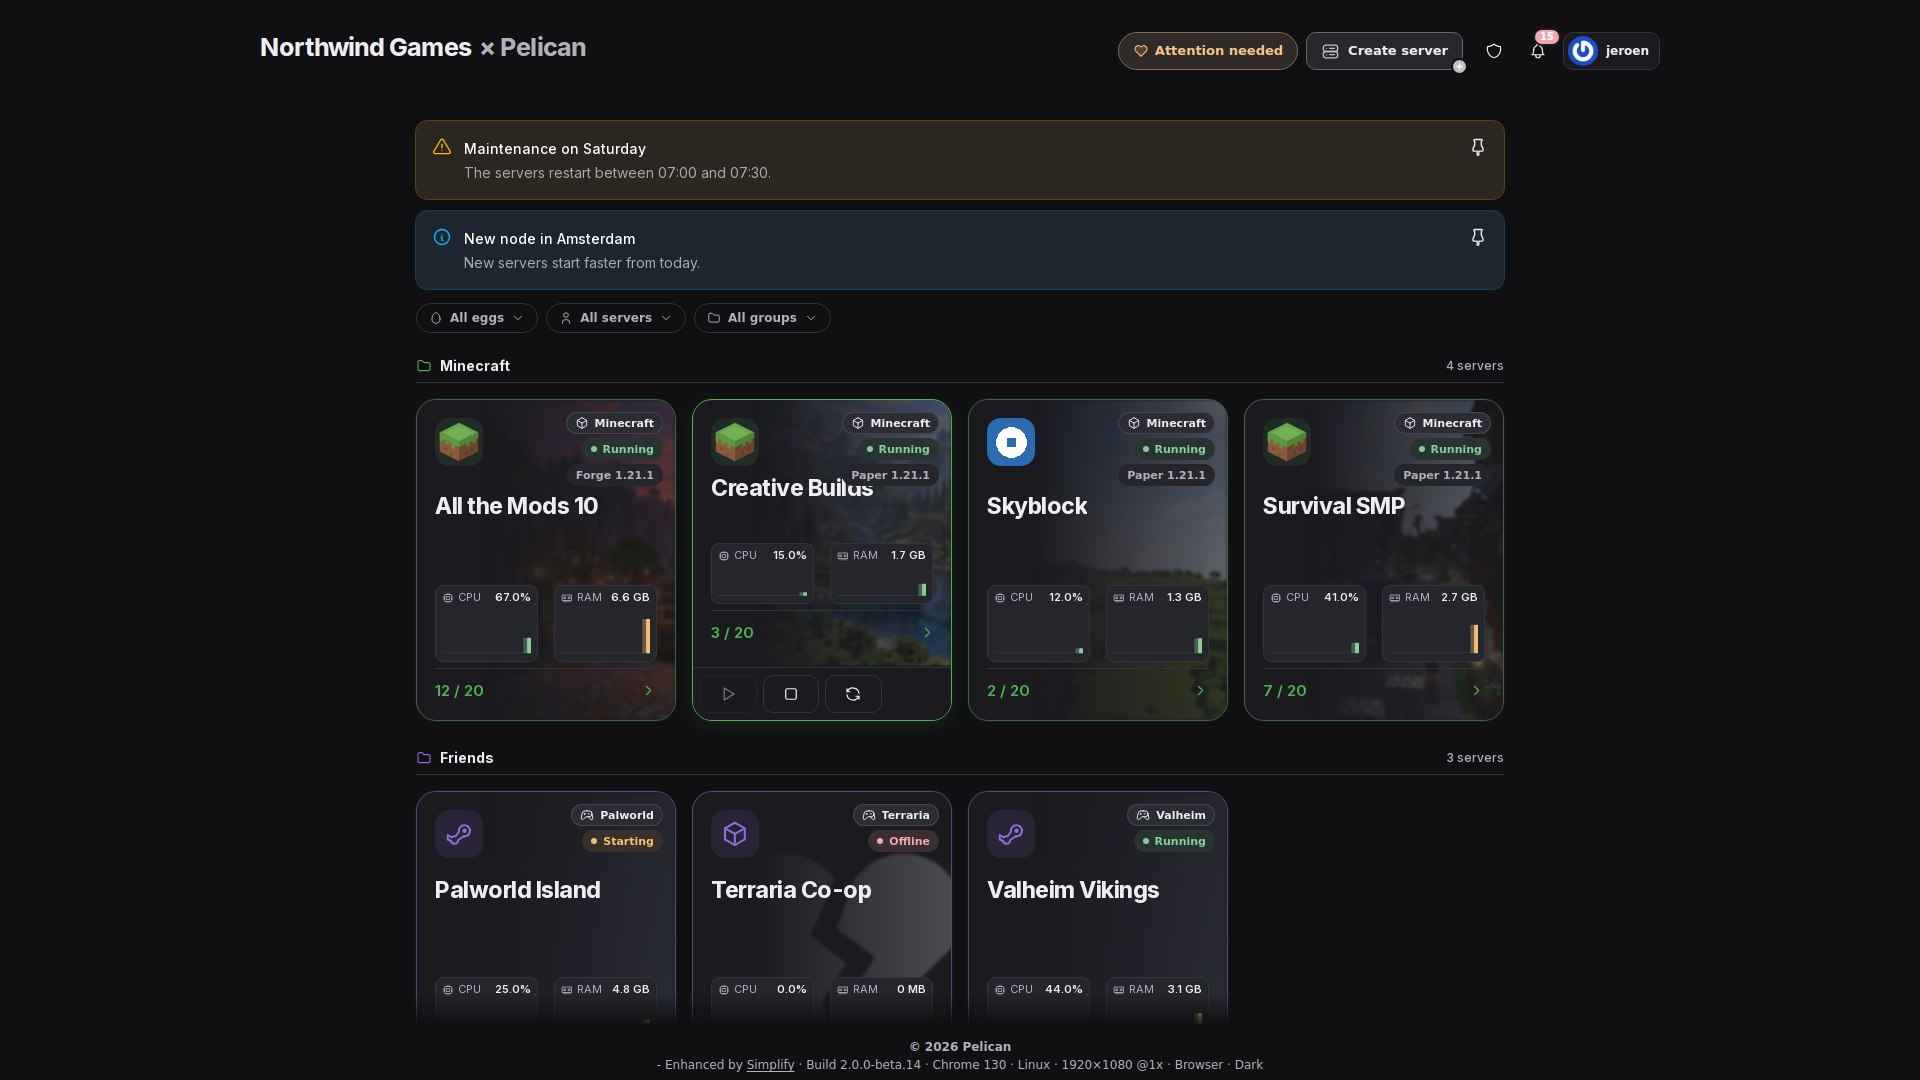 Northwind Games × Pelican
Attention needed
Create server
15
jeroen
Maintenance on Saturday
The servers restart between 07:00 and 07:30.
New node in Amsterdam
New servers start faster from today.
All eggs
All servers
All groups
Minecraft
4 servers
Minecraft
Running
Forge 1.21.1
All the Mods 10
CPU 67.0%
RAM 6.6 GB
12 / 20
Minecraft
Running
Paper 1.21.1
Creative Builds
CPU 15.0%
RAM 1.7 GB
3 / 20
Minecraft
Running
Paper 1.21.1
Skyblock
CPU 12.0%
RAM 1.3 GB
2 / 20
Minecraft
Running
Paper 1.21.1
Survival SMP
CPU 41.0%
RAM 2.7 GB
7 / 20
Friends
3 servers
Palworld
Starting
Palworld Island
CPU 25.0%
RAM 4.8 GB
Terraria
Offline
Terraria Co-op
CPU 0.0%
RAM 0 MB
Valheim
Running
Valheim Vikings
CPU 44.0%
RAM 3.1 GB
© 2026 Pelican
- Enhanced by Simplify · Build 2.0.0-beta.14 · Chrome 130 · Linux · 1920×1080 @1x · Browser · Dark